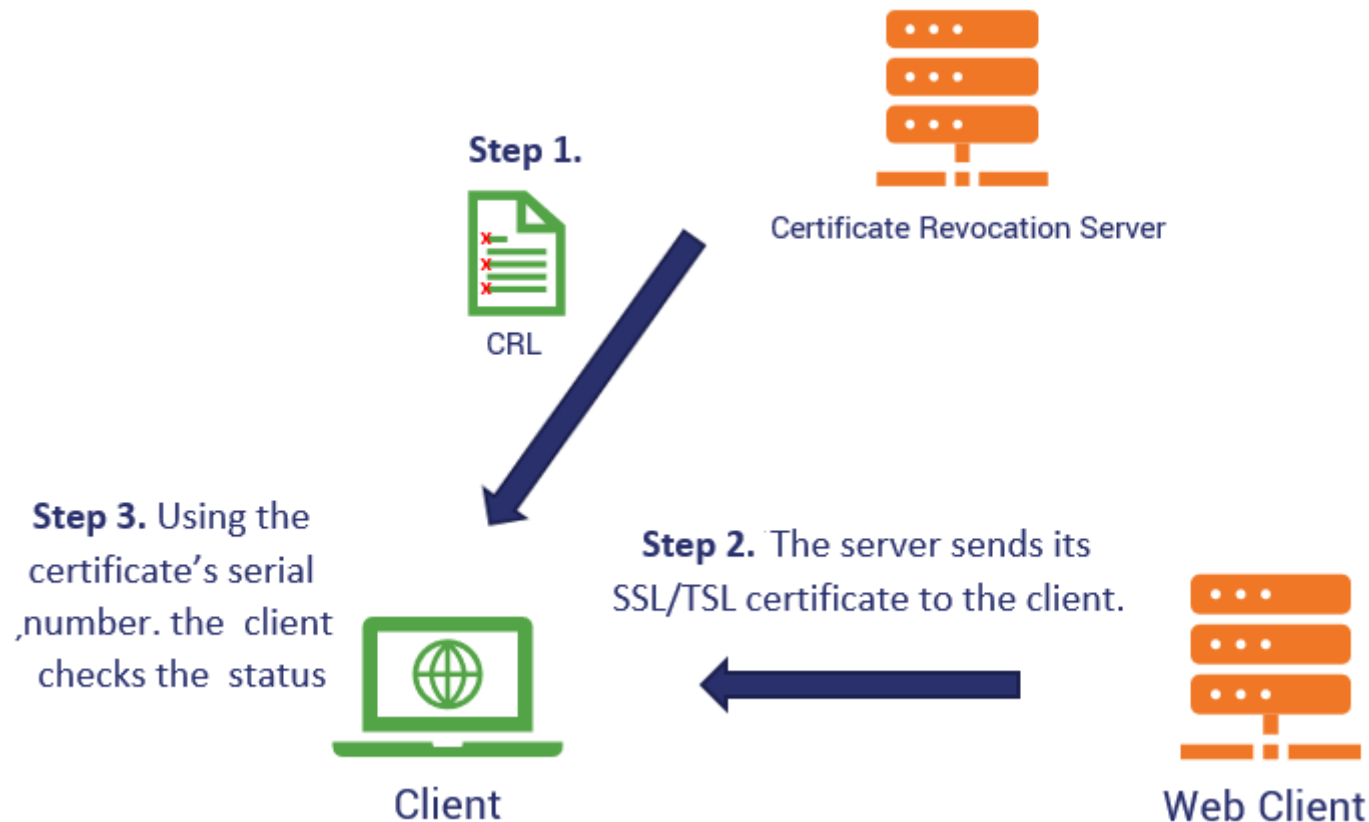 Certificate Revocation Server
Step 1.
x
x
x
CRL
Step 3. Using the
certificate’s serial
,number. the client
checks the status
Step 2. The server sends its
SSL/TSL certificate to the client.
Client
Web Client